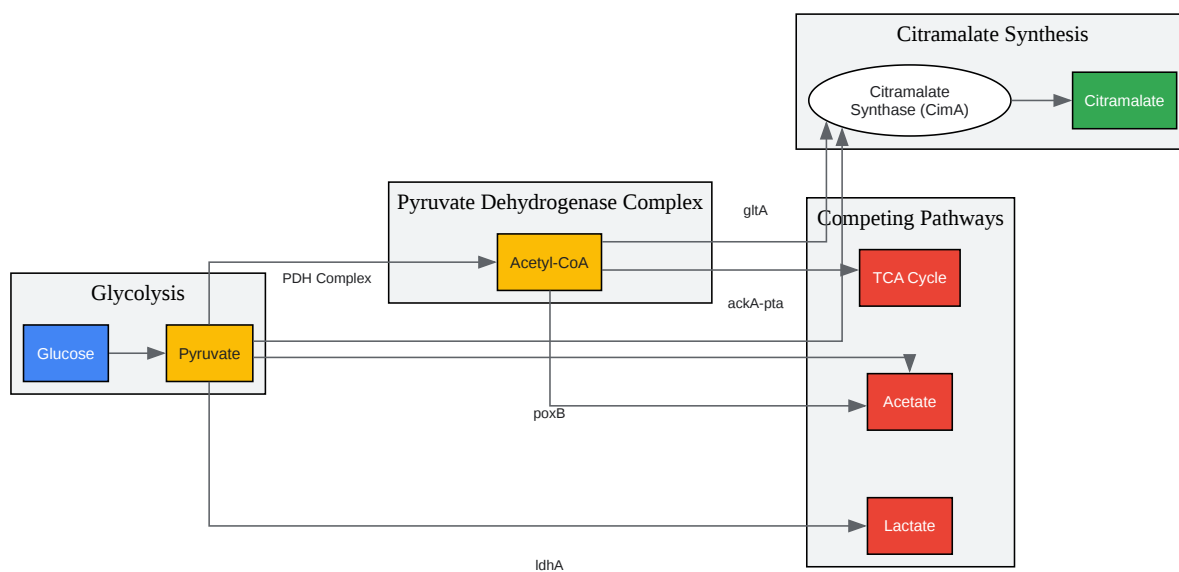 Citramalate Synthesis
Citramalate
Synthase (CimA)
Citramalate
Pyruvate Dehydrogenase Complex
Acetyl-CoA
gltA
Competing Pathways
TCA Cycle
PDH Complex
ackA-pta
Glycolysis
Glucose
Pyruvate
Acetate
poxB
Lactate
ldhA